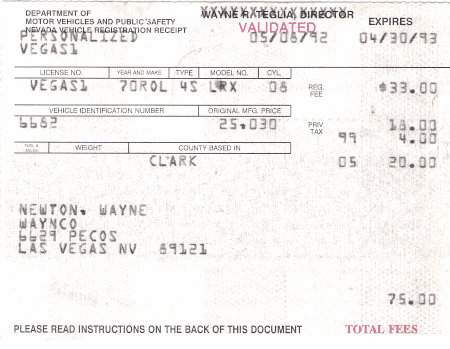 DEPARTMENT OF
MOTOR VEHICLES AND PUBLIC SAFETY
NEVADA VEHICLE REGISTRATION RECEIPT
WAYNE R. TEGLIA, DIRECTOR
VALIDATED
EXPIRES
PERSONALIZED 05/08/92 04/30/93
VEGAS1
LICENSE NO. YEAR AND MAKE TYPE MODEL NO. CYL.
VEGAS1 70ROL 4S LRX 08 REG. FEE $33.00
VEHICLE IDENTIFICATION NUMBER ORIGINAL MFG. PRICE
6682 25,030 PRIV. TAX 18.00
99 4.00
WEIGHT COUNTY BASED IN
CLARK 05 20.00
NEWTON, WAYNE
WAYNCO
6629 PECOS
LAS VEGAS NV 89121
75.00
PLEASE READ INSTRUCTIONS ON THE BACK OF THIS DOCUMENT TOTAL FEES